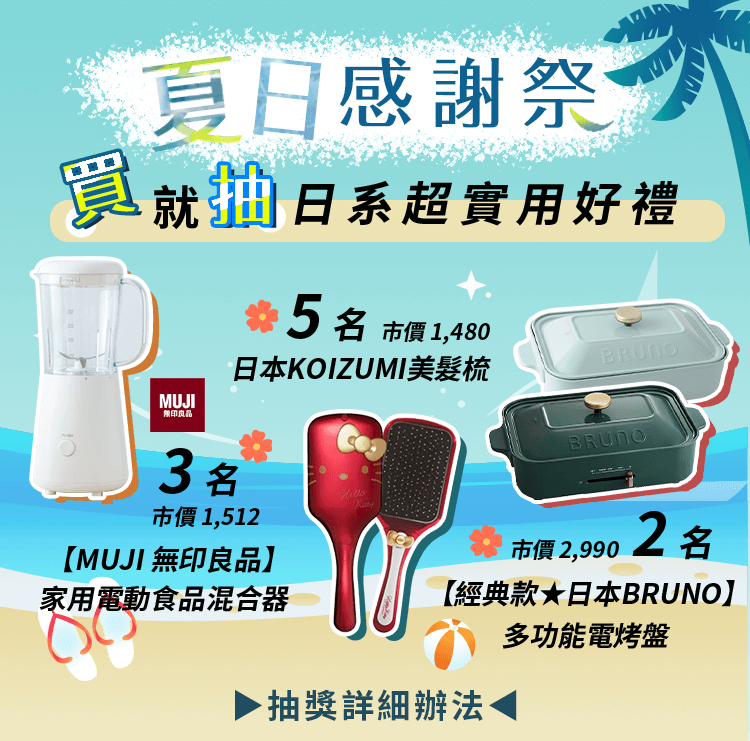 夏日感謝祭
買就抽日系超實用好禮
5名 市價 1,480
日本KOIZUMI美髮梳
MUJI
無印良品
3名
市價 1,512
【MUJI 無印良品】
家用電動食品混合器
Hello
Kitty
BRUNO
BRUNO
市價 2,990 2名
【經典款★日本BRUNO】
多功能電烤盤
▶抽獎詳細辦法◀